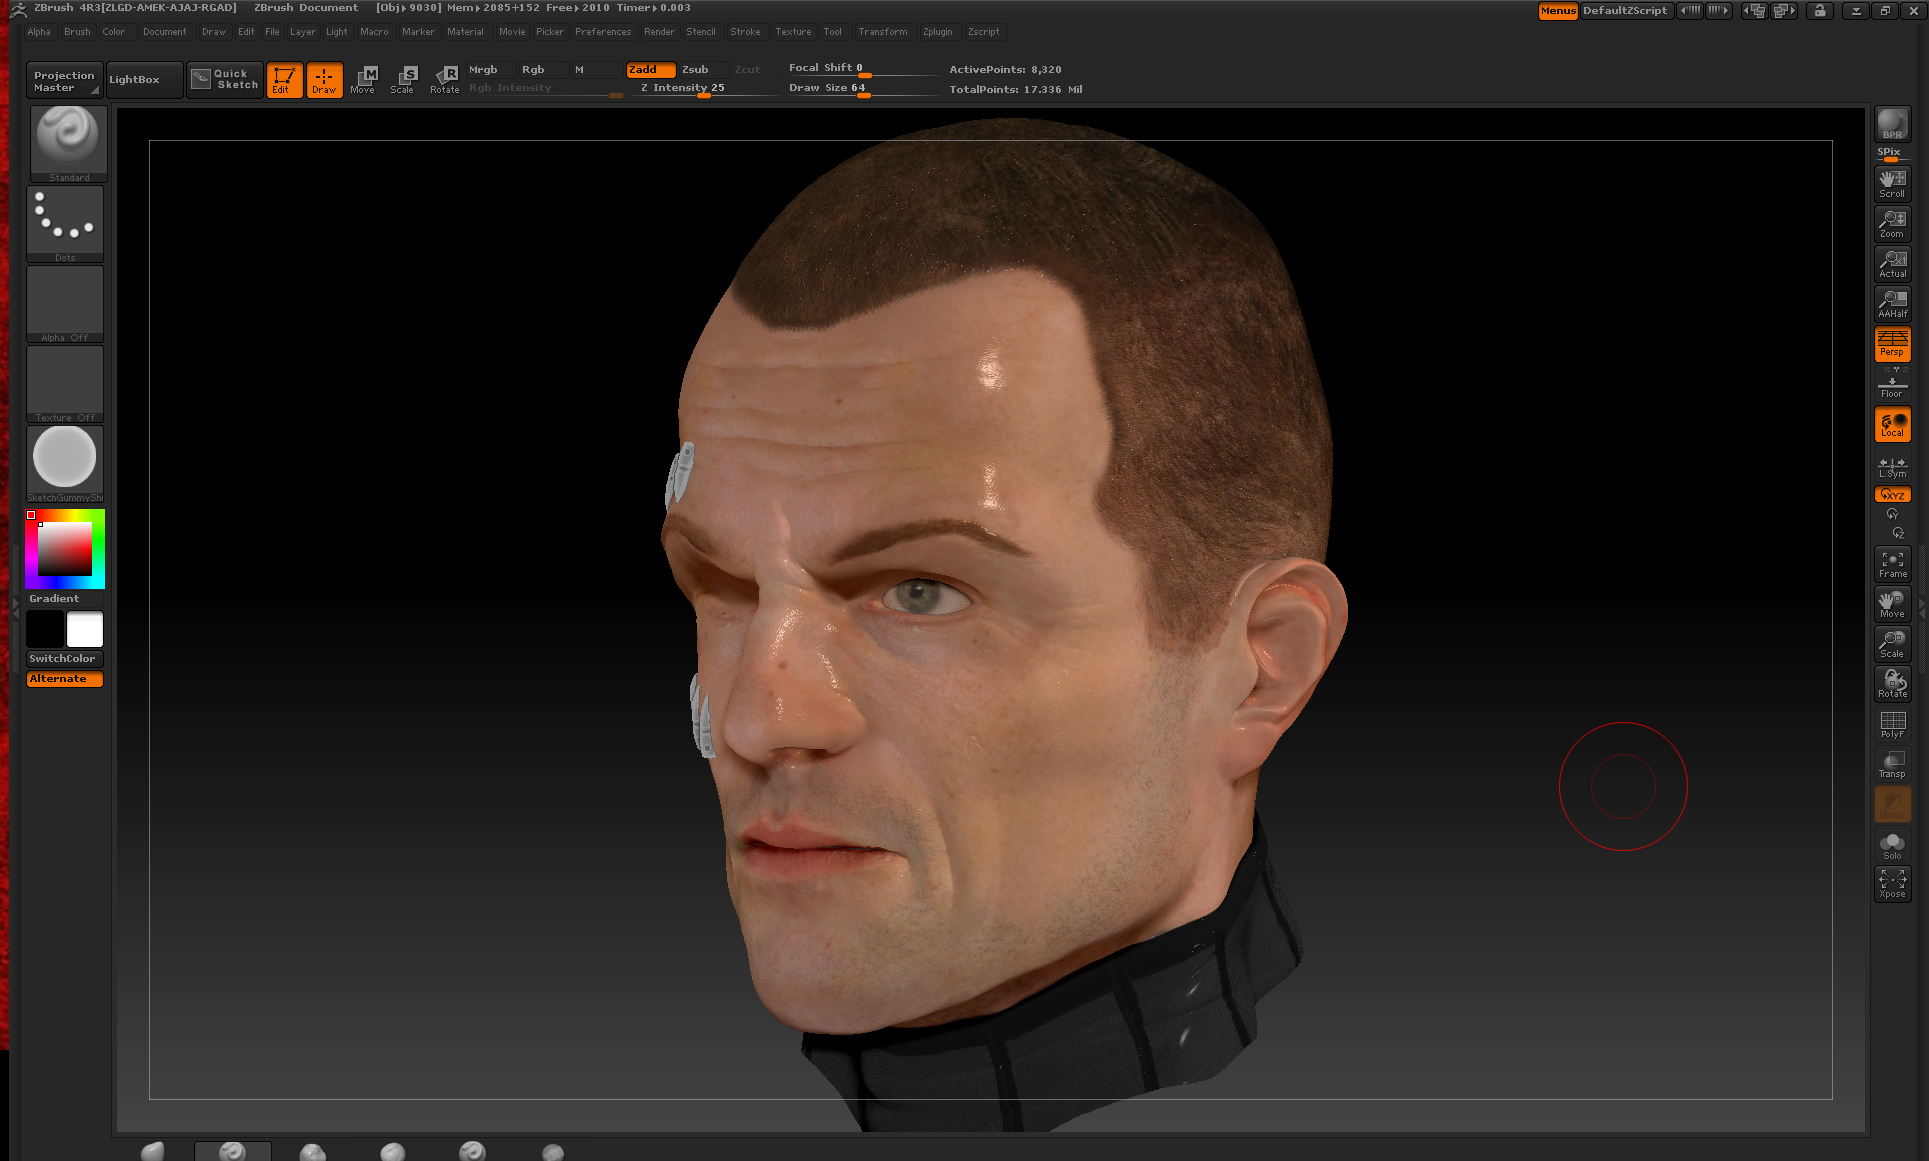 ZBrush 4R3[ZLGD-AMEK-AJAJ-RGAD] ZBrush Document [Obj▸9030] Mem▸2085+152 Free▸2010 Timer▸0.003 Menus DefaultZScript
Alpha Brush Color Document Draw Edit File Layer Light Macro Marker Material Movie Picker Preferences Render Stencil Stroke Texture Tool Transform Zplugin Zscript
Projection Master
LightBox
Quick Sketch
Edit
Draw
Move
Scale
Rotate
Mrgb Rgb M
Rgb Intensity
Zadd Zsub Zcut
Z Intensity 25
Focal Shift 0
Draw Size 64
ActivePoints: 8,320
TotalPoints: 17.336 Mil
Standard
Dots
Alpha Off
Texture Off
SketchGummyShi
Gradient
SwitchColor
Alternate
BPR
SPix
Scroll
Zoom
Actual
AAHalf
Persp
Floor
Local
L.Sym
XYZ
Y
Z
Frame
Move
Scale
Rotate
PolyF
Transp
Ghost
Solo
Xpose